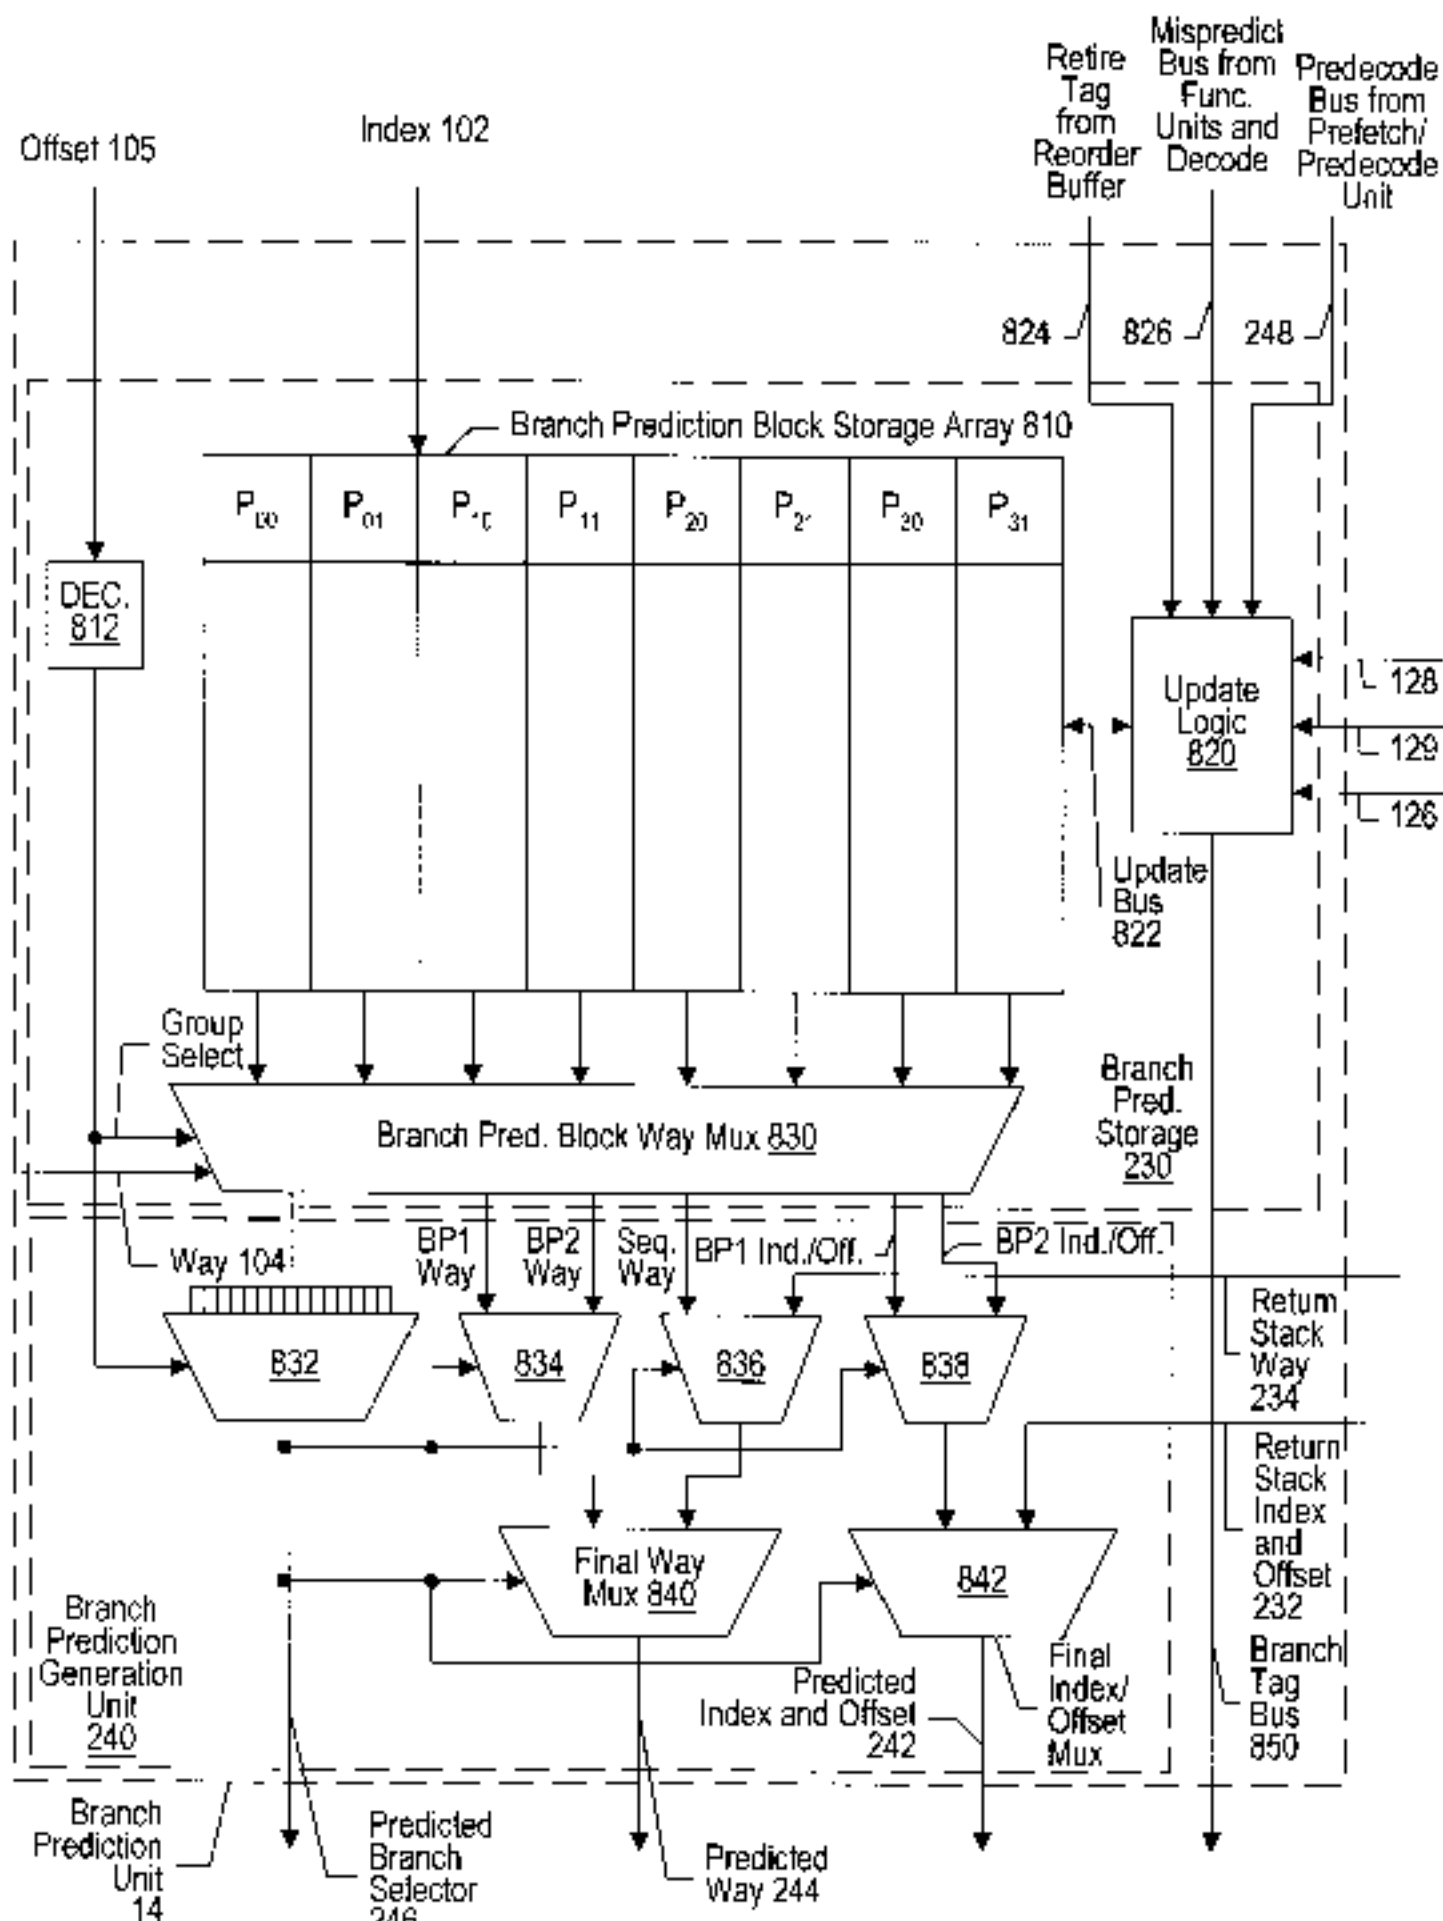 Offset 105
Index 102
Retire
Tag
from
Reorder
Buffer
Mispredict
Bus from
Func.
Units and
Decode
Predecode
Bus from
Prefetch/
Predecode
Unit
824
826
248
Branch Prediction Block Storage Array 810
P00
P01
P10
P11
P20
P21
P30
P31
DEC.
812
Update
Logic
820
128
129
126
Update
Bus
822
Group
Select
Branch Pred. Block Way Mux 830
Branch
Pred.
Storage
230
Way 104
BP1
Way
BP2
Way
Seq.
Way
BP1 Ind./Off.
BP2 Ind./Off.
832
834
836
838
Return
Stack
Way
234
Return
Stack
Index
and
Offset
232
Final Way
Mux 840
842
Branch
Prediction
Generation
Unit
240
Predicted
Index and Offset
242
Final
Index/
Offset
Mux
Branch
Tag
Bus
850
Branch
Prediction
Unit
14
Predicted
Branch
Selector
246
Predicted
Way 244